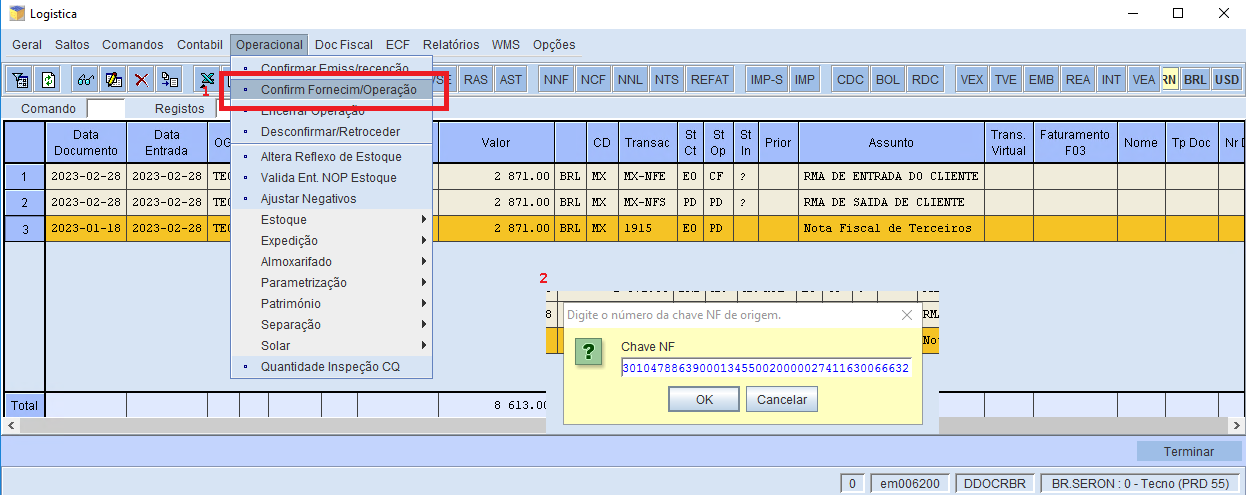 Logistica
Geral Saltos Comandos Contabil Operacional Doc Fiscal ECF Relatórios WMS Opções
RAS AST NNF NCF NNL NTS REFAT IMP-S IMP CDC BOL RDC VEX TVE EMB REA INT VEA RN BRL USD
Comando Registos
1
Confirmar Emiss/recepção
Confirm Fornecim/Operação
Encerrar Operação
Desconfirmar/Retroceder
Altera Reflexo de Estoque
Valida Ent. NOP Estoque
Ajustar Negativos
Estoque
Expedição
Almoxarifado
Parametrização
Património
Separação
Solar
Quantidade Inspeção CQ
Data Documento Data Entrada Valor CD Transac St Ct St Op St In Prior Assunto Trans. Virtual Faturamento F03 Nome Tp Doc Nr D
1 2023-02-28 2023-02-28 2 871.00 BRL MX MX-NFE EO CF ? RMA DE ENTRADA DO CLIENTE
2 2023-02-28 2023-02-28 2 871.00 BRL MX MX-NFS PD PD ? RMA DE SAIDA DE CLIENTE
3 2023-01-18 2023-02-28 2 871.00 BRL MX 1915 EO PD Nota Fiscal de Terceiros
2
Digite o número da chave NF de origem.
Chave NF
30104788639000134550020000027411630066632
OK Cancelar
Total 8 613.00
Terminar
0 em006200 DDOCRBR BR.SERON : 0 - Tecno (PRD 55)